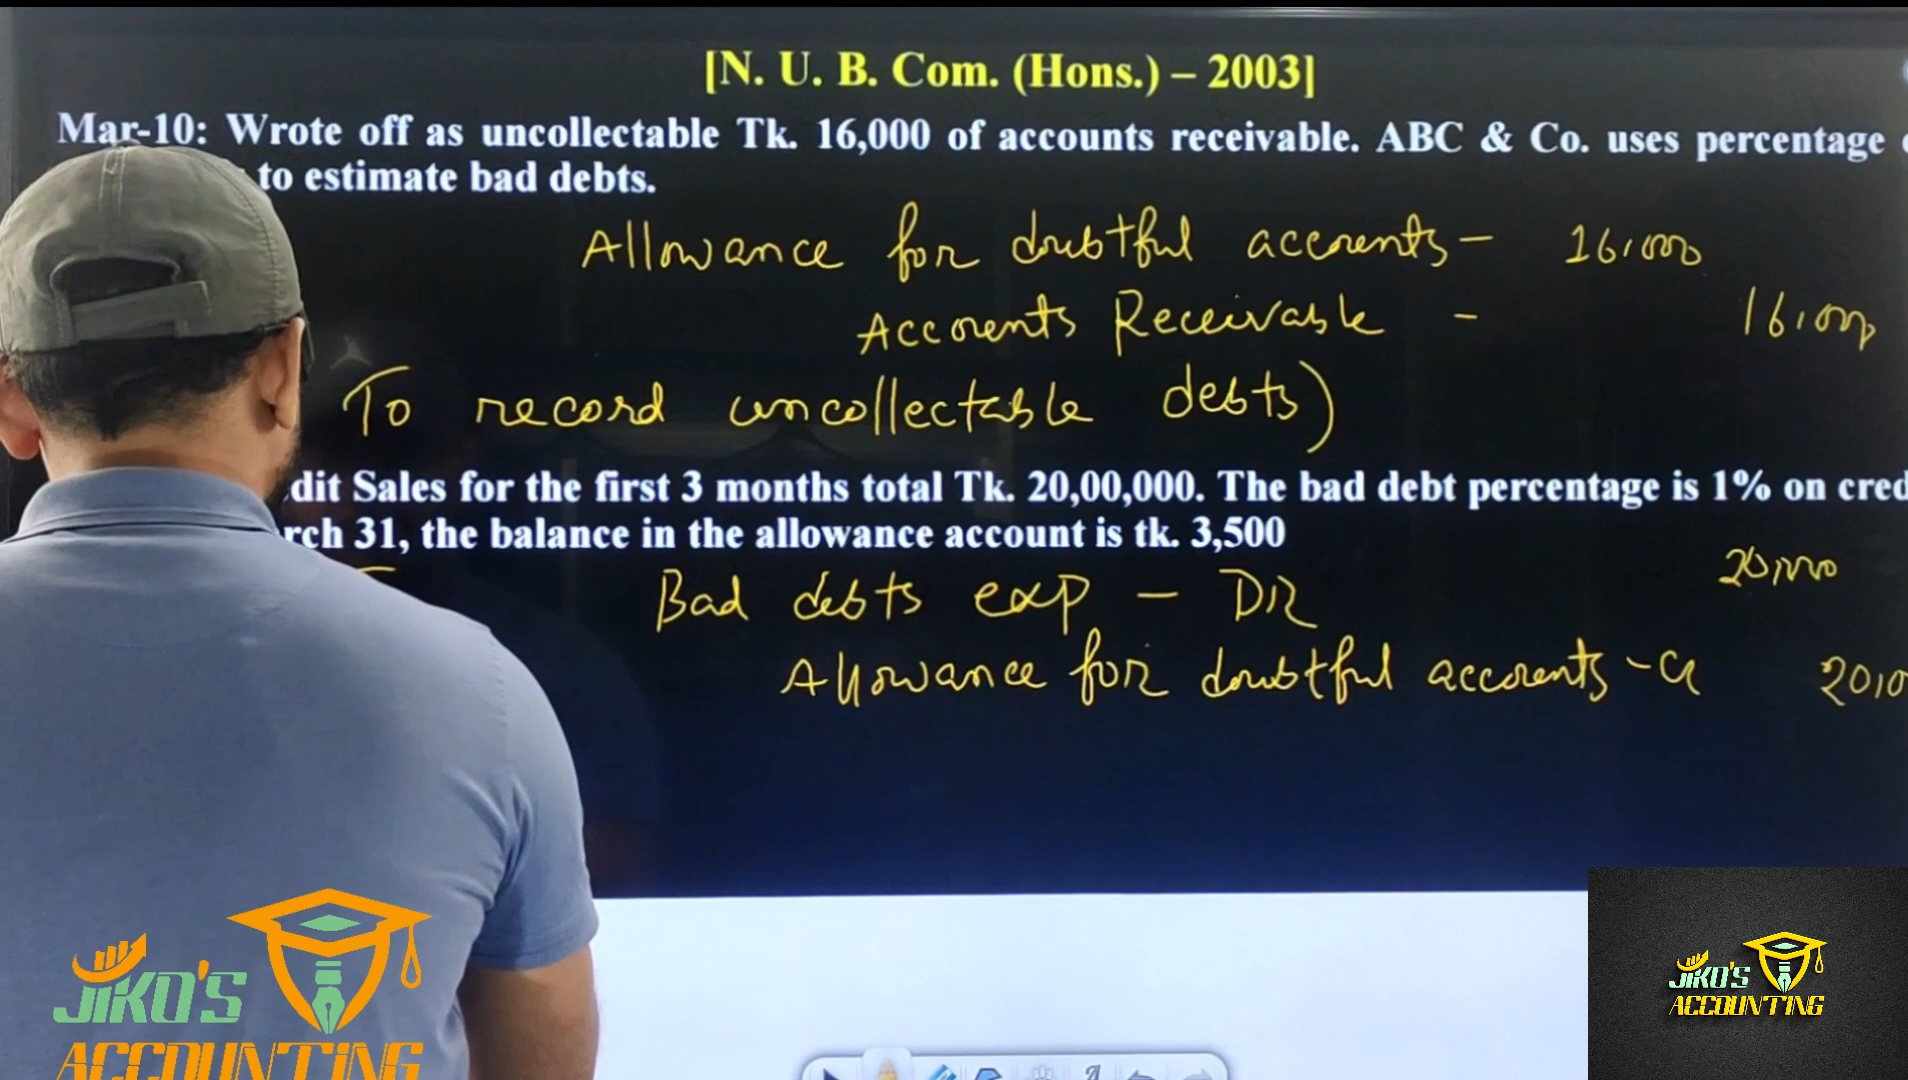 [N. U. B. Com. (Hons.) – 2003]
Mar-10: Wrote off as uncollectable Tk. 16,000 of accounts receivable. ABC & Co. uses percentage
to estimate bad debts.
Allowance for doubtful accounts – 16,000
Accounts Receivable – 16,000
To record uncollectable debts)
dit Sales for the first 3 months total Tk. 20,00,000. The bad debt percentage is 1% on cred
rch 31, the balance in the allowance account is tk. 3,500
20,000
Bad debts exp – DR
Allowance for doubtful accounts – Cr 20,0
JIKO'S
ACCOUNTING
JIKO'S
ACCOUNTING